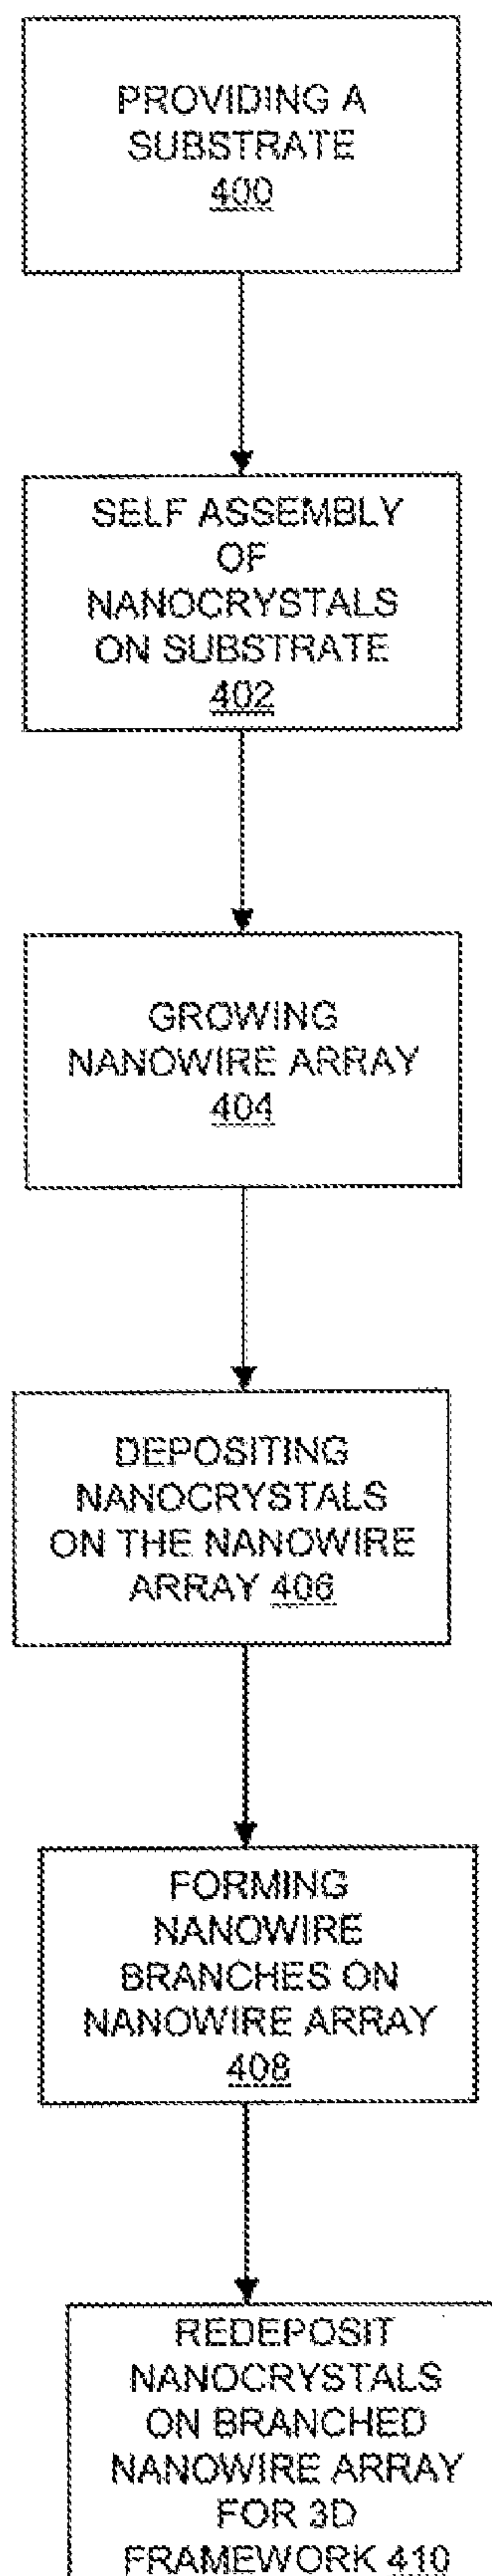 PROVIDING A
SUBSTRATE
400
SELF ASSEMBLY
OF
NANOCRYSTALS
ON SUBSTRATE
402
GROWING
NANOWIRE ARRAY
404
DEPOSITING
NANOCRYSTALS
ON THE NANOWIRE
ARRAY 406
FORMING
NANOWIRE
BRANCHES ON
NANOWIRE ARRAY
408
REDEPOSIT
NANOCRYSTALS
ON BRANCHED
NANOWIRE ARRAY
FOR 3D
FRAMEWORK 410